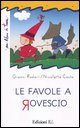 Gianni Rodari Nicoletta Costa
LE FAVOLE A
ROVESCIO
Edizioni EL